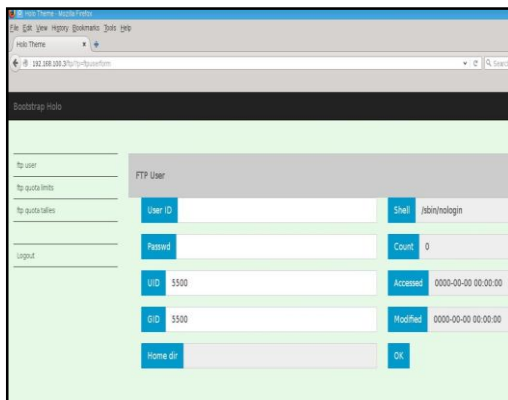 Holo Theme - Mozilla Firefox
File Edit View History Bookmarks Tools Help
Holo Theme × +
192.168.100.3/ftp/?p=ftpuserform
Search
Bootstrap Holo
ftp user
ftp quota limits
ftp quota tallies
Logout
FTP User
User ID
Shell /sbin/nologin
Passwd
Count 0
UID 5500
Accessed 0000-00-00 00:00:00
GID 5500
Modified 0000-00-00 00:00:00
Home dir
OK